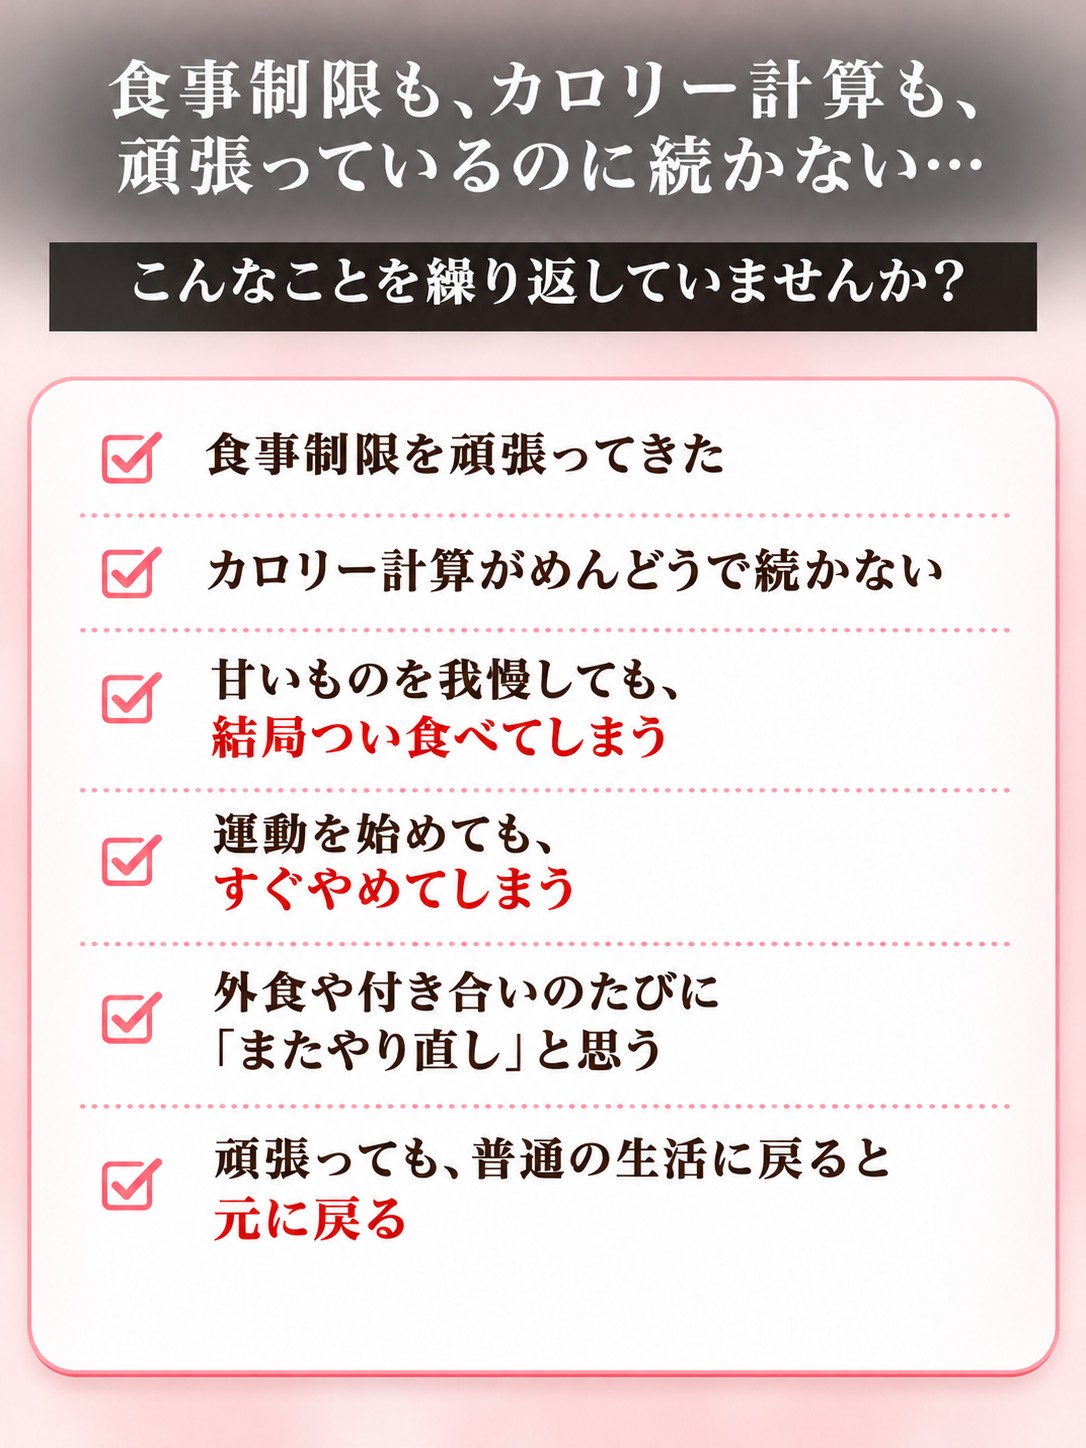 食事制限も、カロリー計算も、
頑張っているのに続かない…
こんなことを繰り返していませんか？
食事制限を頑張ってきた
カロリー計算がめんどうで続かない
甘いものを我慢しても、
結局つい食べてしまう
運動を始めても、
すぐやめてしまう
外食や付き合いのたびに
「またやり直し」と思う
頑張っても、普通の生活に戻ると
元に戻る